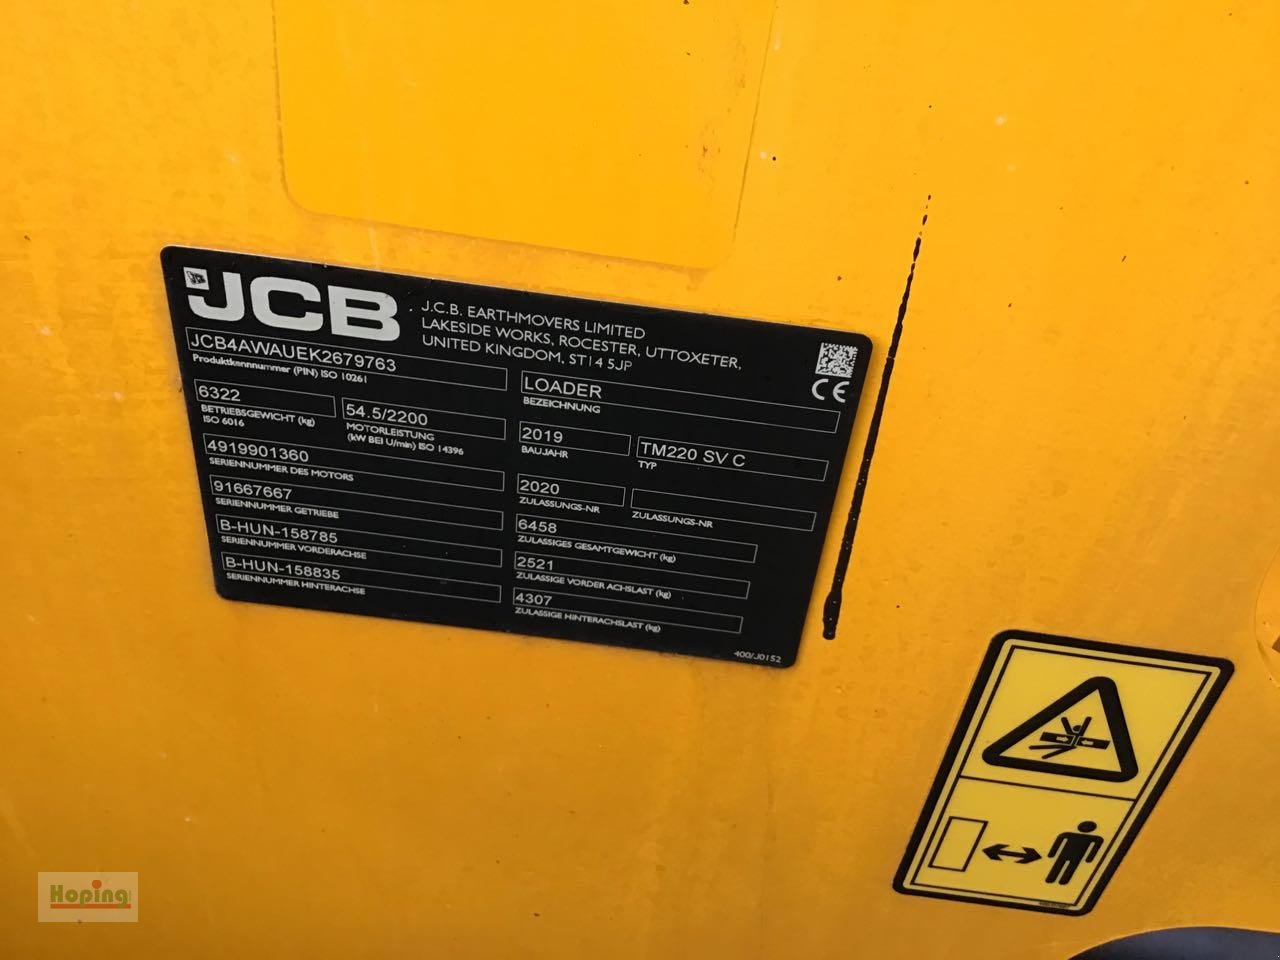 JCB
J.C.B. EARTHMOVERS LIMITED
LAKESIDE WORKS, ROCESTER, UTTOXETER,
UNITED KINGDOM, ST14 5JP
CE
JCB4AWAUEK2679763
Produktkennnummer (PIN) ISO 10261
LOADER
BEZEICHNUNG
6322
BETRIEBSGEWICHT (kg)
ISO 6016
54.5/2200
MOTORLEISTUNG
(kW BEI U/min) ISO 14396
2019
BAUJAHR
TM220 SV C
TYP
4919901360
SERIENNUMMER DES MOTORS
2020
ZULASSUNGS-NR
ZULASSUNGS-NR
91667667
SERIENNUMMER GETRIEBE
6458
ZULASSIGES GESAMTGEWICHT (kg)
B-HUN-158785
SERIENNUMMER VORDERACHSE
2521
ZULASSIGE VORDER ACHSLAST (kg)
B-HUN-158835
SERIENNUMMER HINTERACHSE
4307
ZULASSIGE HINTERACHSLAST (kg)
400/J0152
Hoping